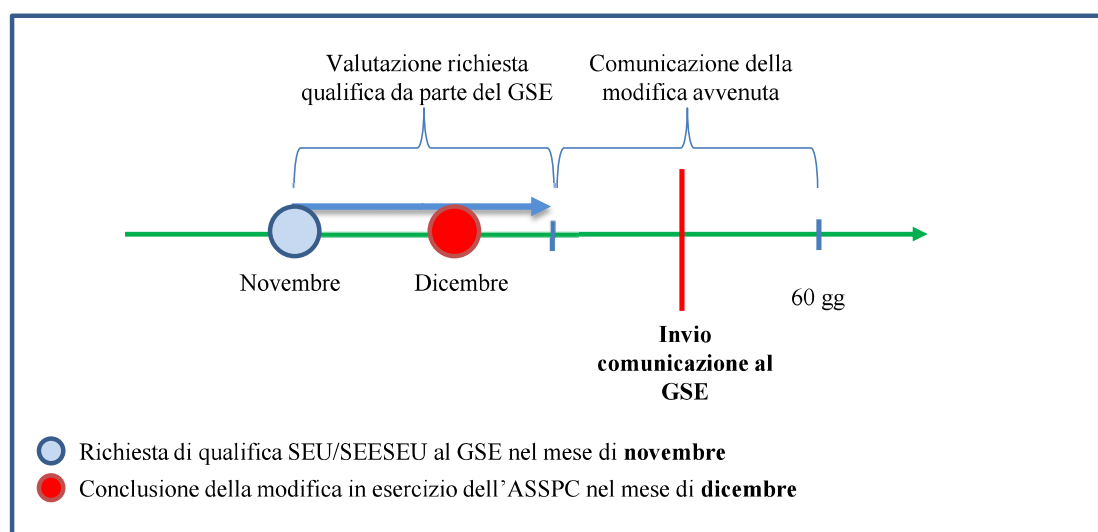 Valutazione richiesta
qualifica da parte del GSE
Comunicazione della
modifica avvenuta
Novembre
Dicembre
60 gg
Invio
comunicazione al
GSE
Richiesta di qualifica SEU/SEESEU al GSE nel mese di novembre
Conclusione della modifica in esercizio dell’ASSPC nel mese di dicembre